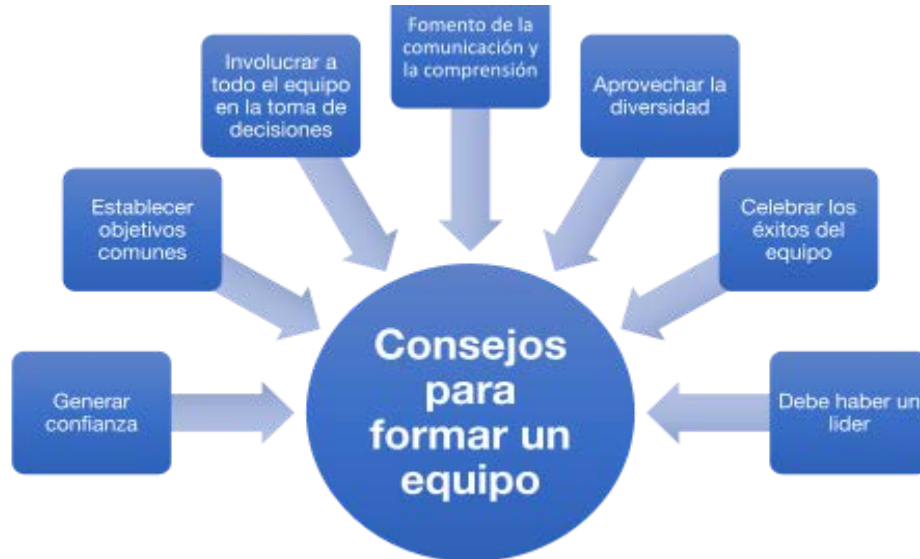 Fomento de la
comunicación y
la comprensión
Involucrar a
todo el equipo
en la toma de
decisiones
Aprovechar la
diversidad
Establecer
objetivos
comunes
Celebrar los
éxitos del
equipo
Generar
confianza
Consejos
para
formar un
equipo
Debe haber un
lider